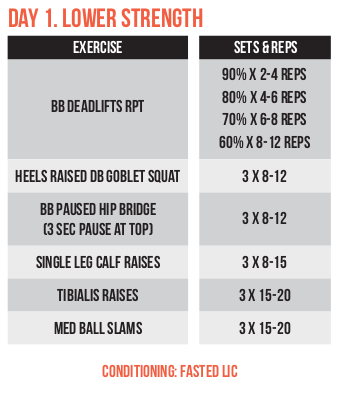 DAY 1. LOWER STRENGTH
EXERCISE SETS & REPS
BB DEADLIFTS RPT
90% X 2-4 REPS
80% X 4-6 REPS
70% X 6-8 REPS
60% X 8-12 REPS
HEELS RAISED DB GOBLET SQUAT 3 X 8-12
BB PAUSED HIP BRIDGE
(3 SEC PAUSE AT TOP)
3 X 8-12
SINGLE LEG CALF RAISES 3 X 8-15
TIBIALIS RAISES 3 X 15-20
MED BALL SLAMS 3 X 15-20
CONDITIONING: FASTED LIC